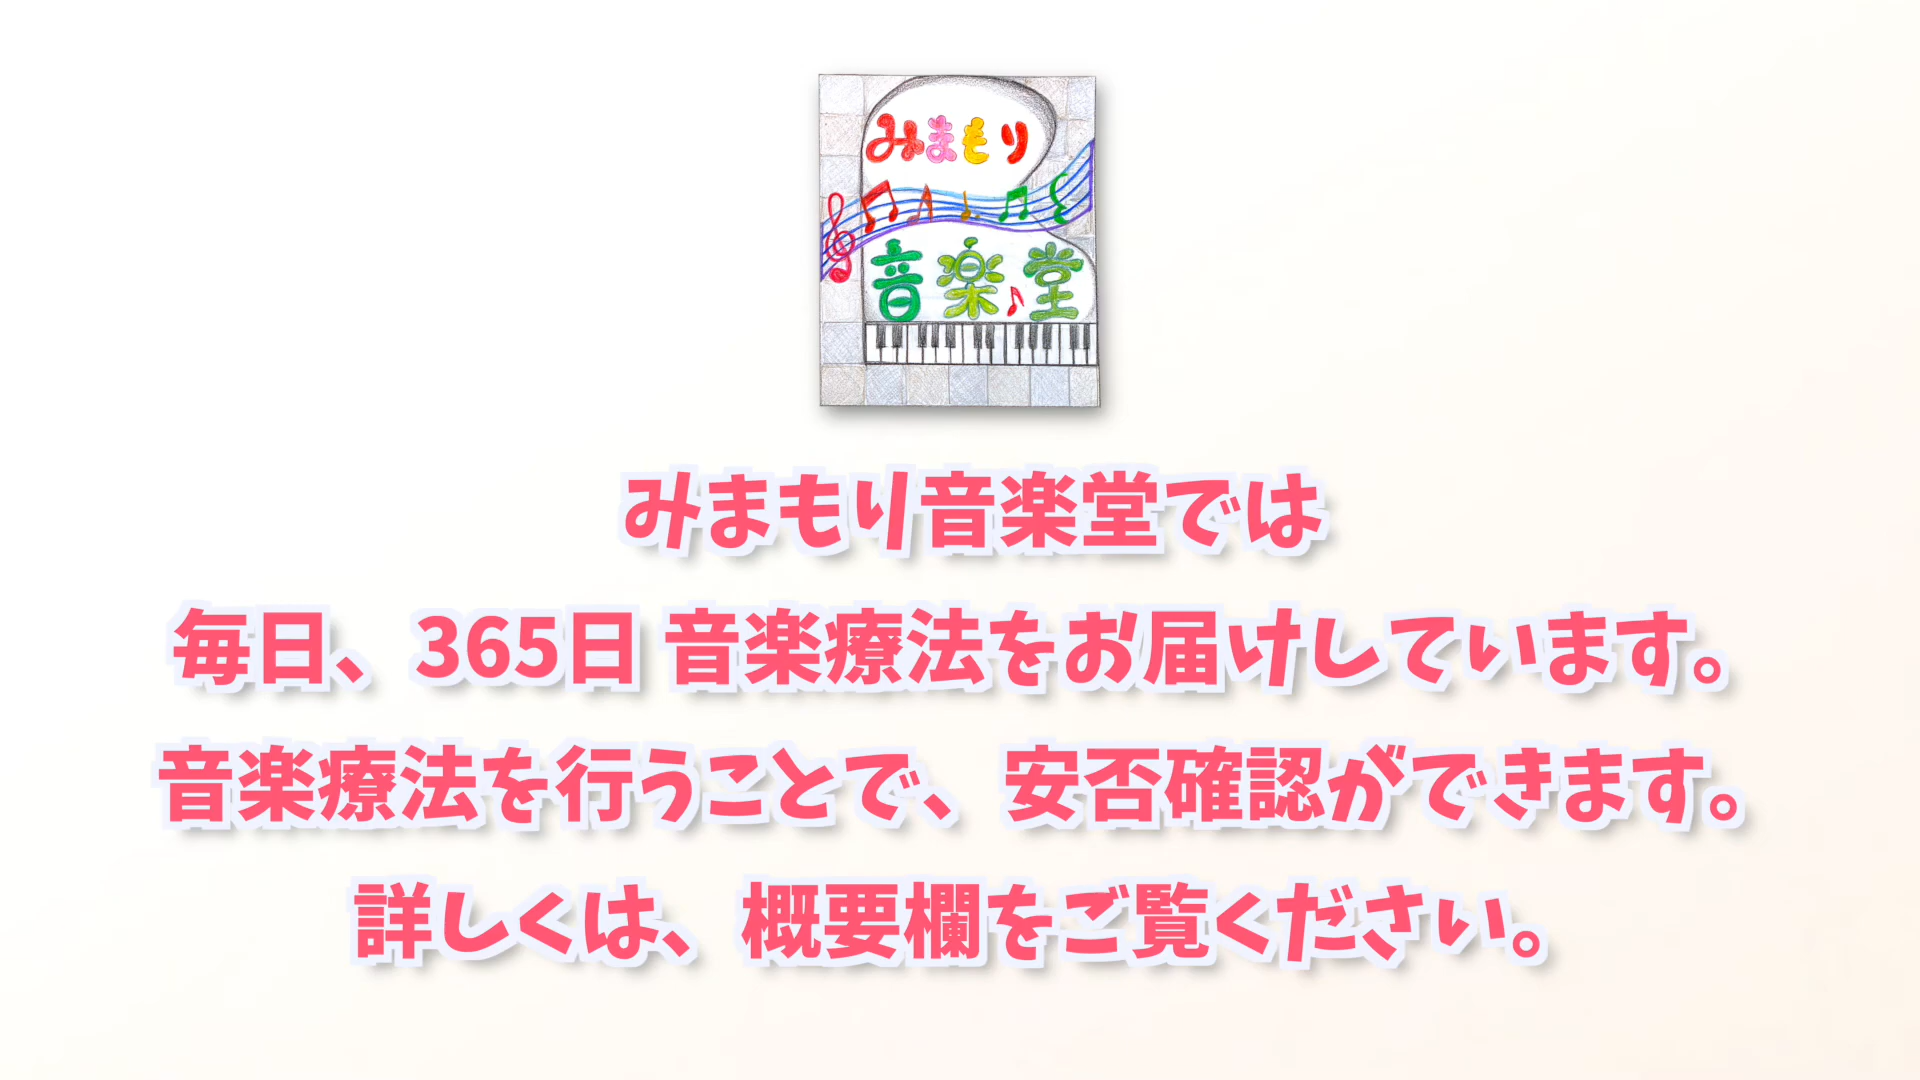 みまもり
音楽堂
みまもり音楽堂では
毎日、365日 音楽療法をお届けしています。
音楽療法を行うことで、安否確認ができます。
詳しくは、概要欄をご覧ください。